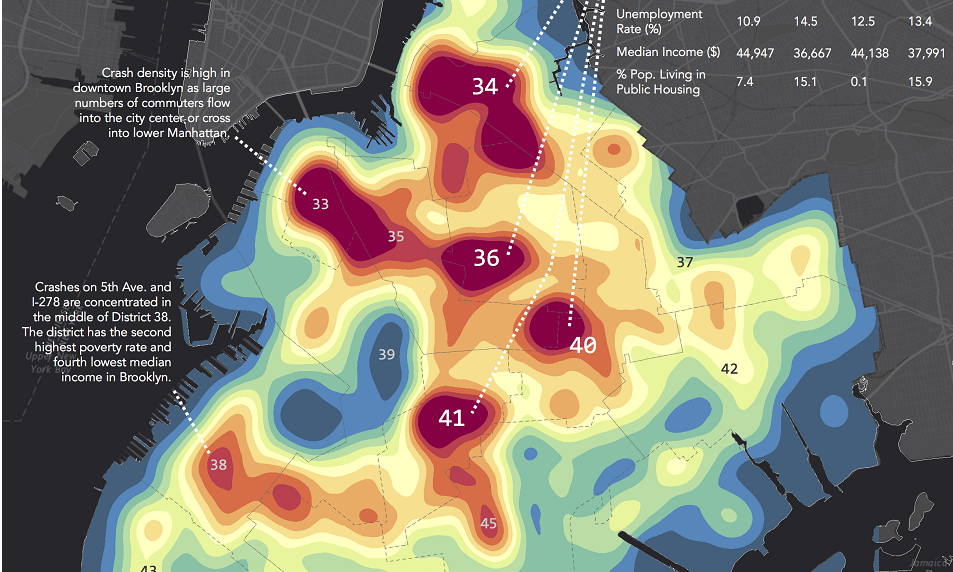 Unemployment
Rate (%)
10.9 14.5 12.5 13.4
Median Income ($) 44,947 36,667 44,138 37,991
% Pop. Living in
Public Housing
7.4 15.1 0.1 15.9
Crash density is high in
downtown Brooklyn as large
numbers of commuters flow
into the city center or cross
into lower Manhattan.
34
33
35
36
37
Crashes on 5th Ave. and
I-278 are concentrated in
the middle of District 38.
The district has the second
highest poverty rate and
fourth lowest median
income in Brooklyn.
Upper New
York Bay
40
39
42
41
38
45
43
Jamaica